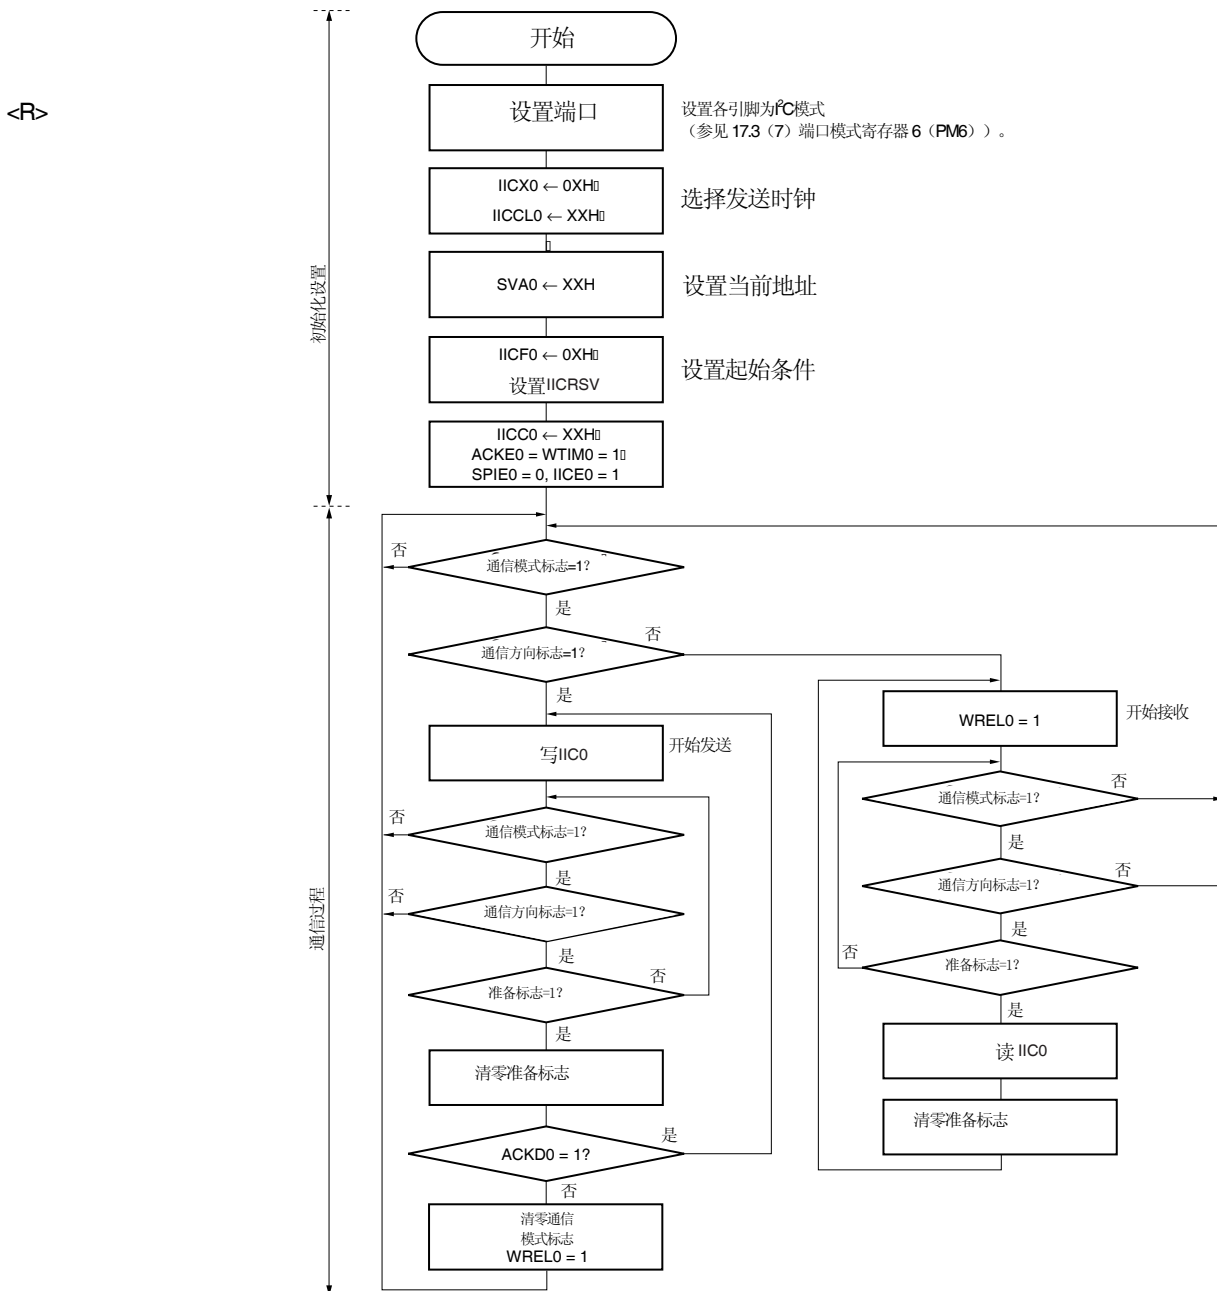 开始
<R>
设置端口
设置各引脚为I²C模式
（参见 17.3（7）端口模式寄存器 6（PM6））。
IICX0 ← 0XH
IICCL0 ← XXH
选择发送时钟
SVA0 ← XXH
设置当前地址
初始化设置
IICF0 ← 0XH
设置IICRSV
设置起始条件
IICC0 ← XXH
ACKE0 = WTIM0 = 1
SPIE0 = 0, IICE0 = 1
否
通信模式标志=1?
是
通信方向标志=1?
否
是
写IIC0
开始发送
WREL0 = 1
开始接收
否
通信模式标志=1?
是
否
通信方向标志=1?
是
准备标志=1?
否
是
清零准备标志
ACKD0 = 1?
是
否
清零通信
模式标志
WREL0 = 1
通信模式标志=1?
否
是
通信方向标志=1?
否
是
否
准备标志=1?
是
读 IIC0
清零准备标志
通信过程